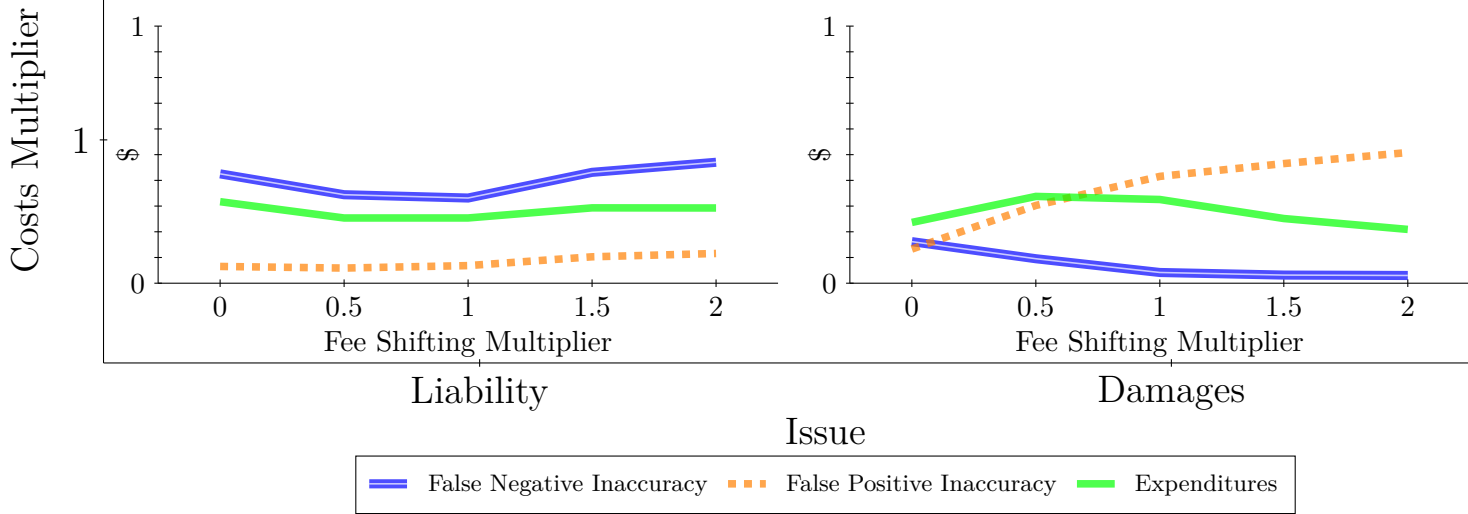 Costs Multiplier
1
1
$
0
0 0.5 1 1.5 2
Fee Shifting Multiplier
Liability
1
$
0
0 0.5 1 1.5 2
Fee Shifting Multiplier
Damages
Issue
False Negative Inaccuracy False Positive Inaccuracy Expenditures